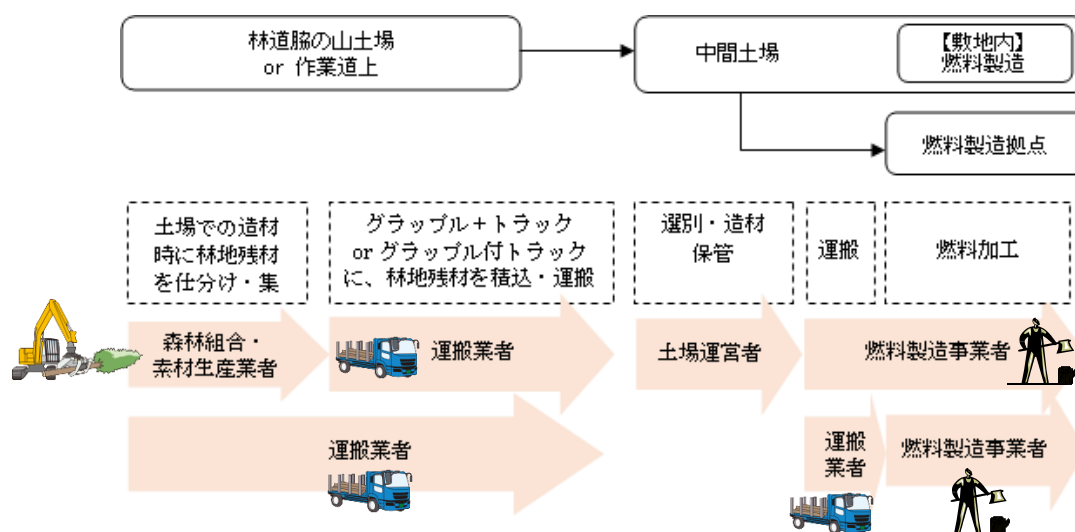 林道脇の山土場
or 作業道上
中間土場
【敷地内】
燃料製造
燃料製造拠点
土場での造材
時に林地残材
を仕分け・集
グラップル＋トラック
or グラップル付トラック
に、林地残材を積込・運搬
選別・造材
保管
運搬
燃料加工
森林組合・
素材生産業者
運搬業者
土場運営者
燃料製造事業者
運搬業者
運搬
業者
燃料製造事業者